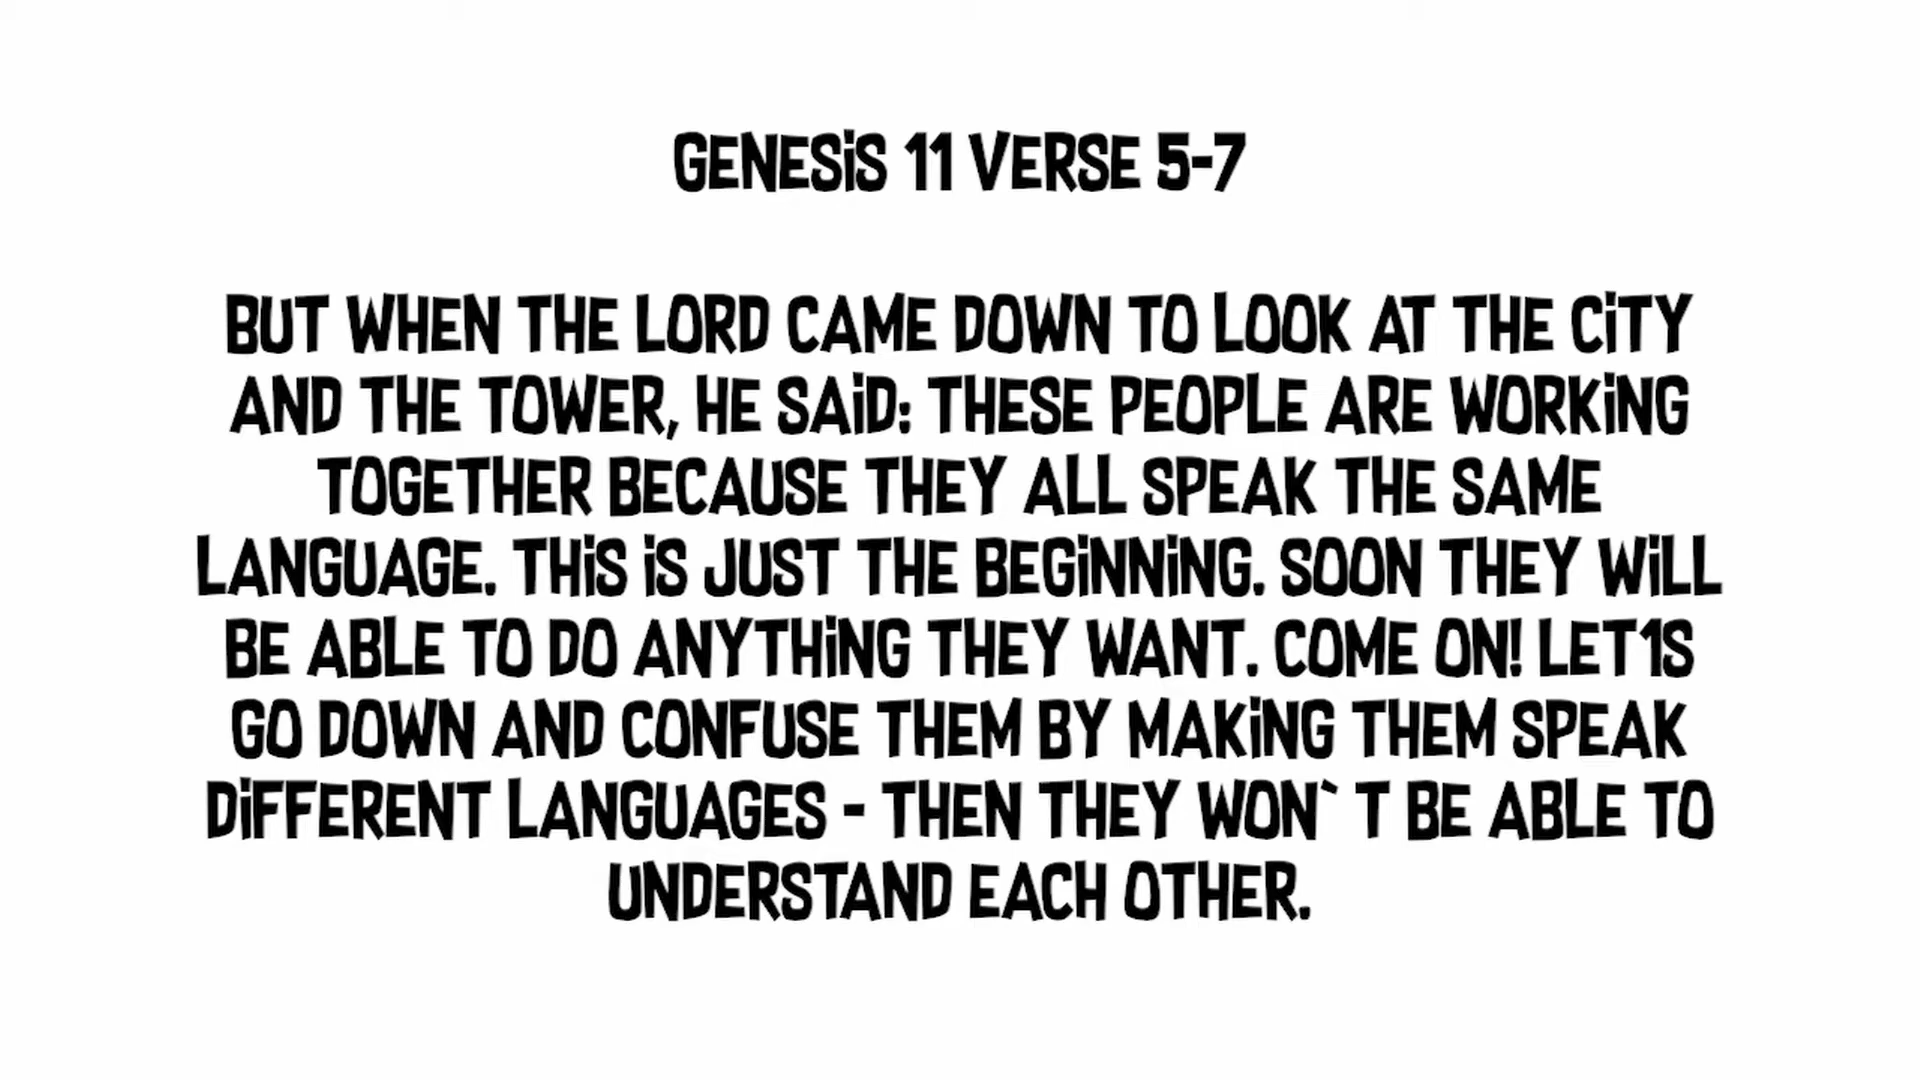 GENESiS 11 VERSE 5-7
BUT WHEN THE LORD CAME DOWN TO LOOK AT THE CiTY
AND THE TOWER, HE SAiD: THESE PEOPLE ARE WORKiNG
TOGETHER BECAUSE THEY ALL SPEAK THE SAME
LANGUAGE. THiS iS JUST THE BEGiNNiNG. SOON THEY WiLL
BE ABLE TO DO ANYTHiNG THEY WANT. COME ON! LET1S
GO DOWN AND CONFUSE THEM BY MAKiNG THEM SPEAK
DiFFERENT LANGUAGES - THEN THEY WON` T BE ABLE TO
UNDERSTAND EACH OTHER.